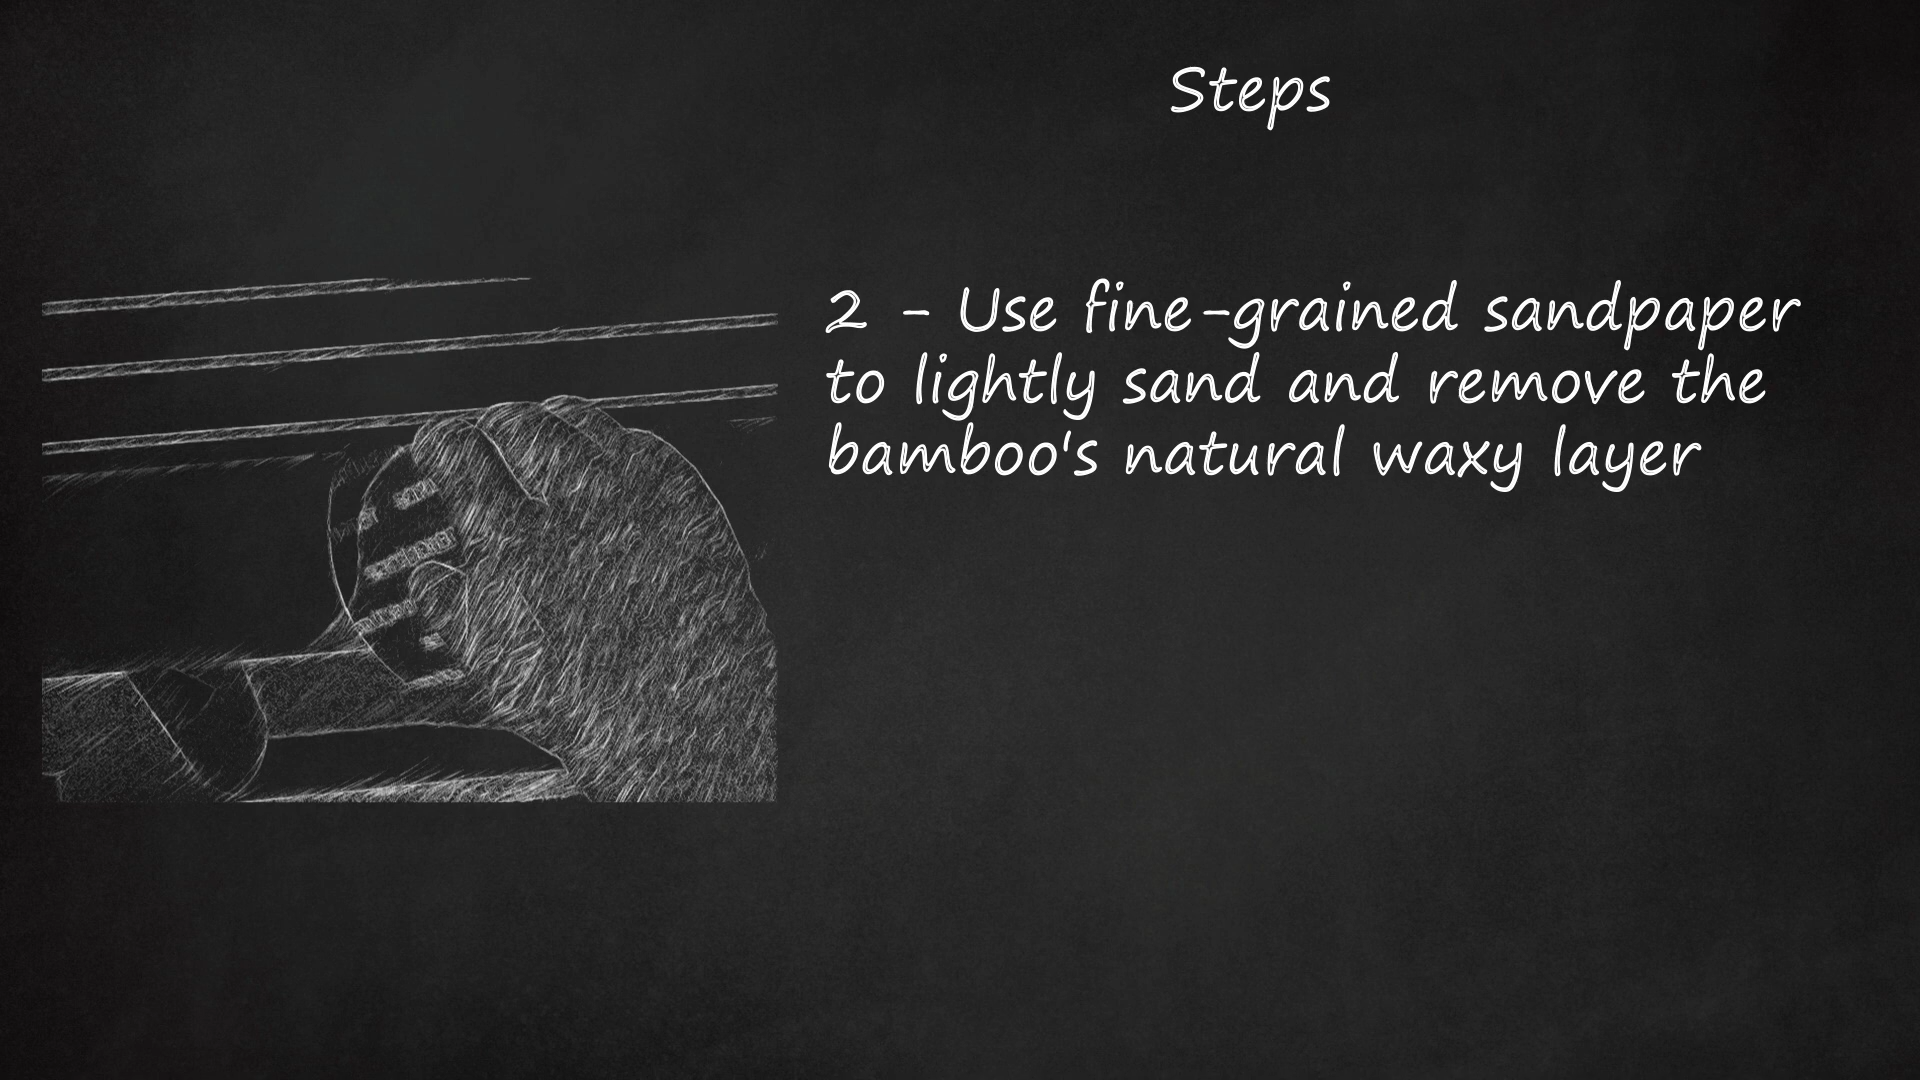 Steps
2 - Use fine-grained sandpaper
to lightly sand and remove the
bamboo's natural waxy layer